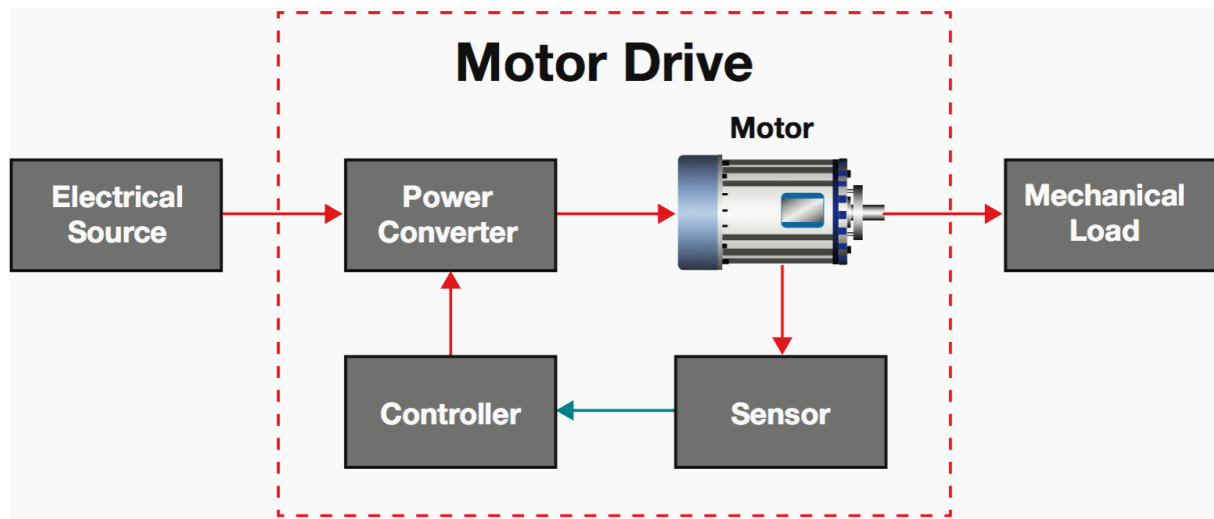 Motor Drive
Motor
Electrical
Source
Power
Converter
Mechanical
Load
Controller
Sensor